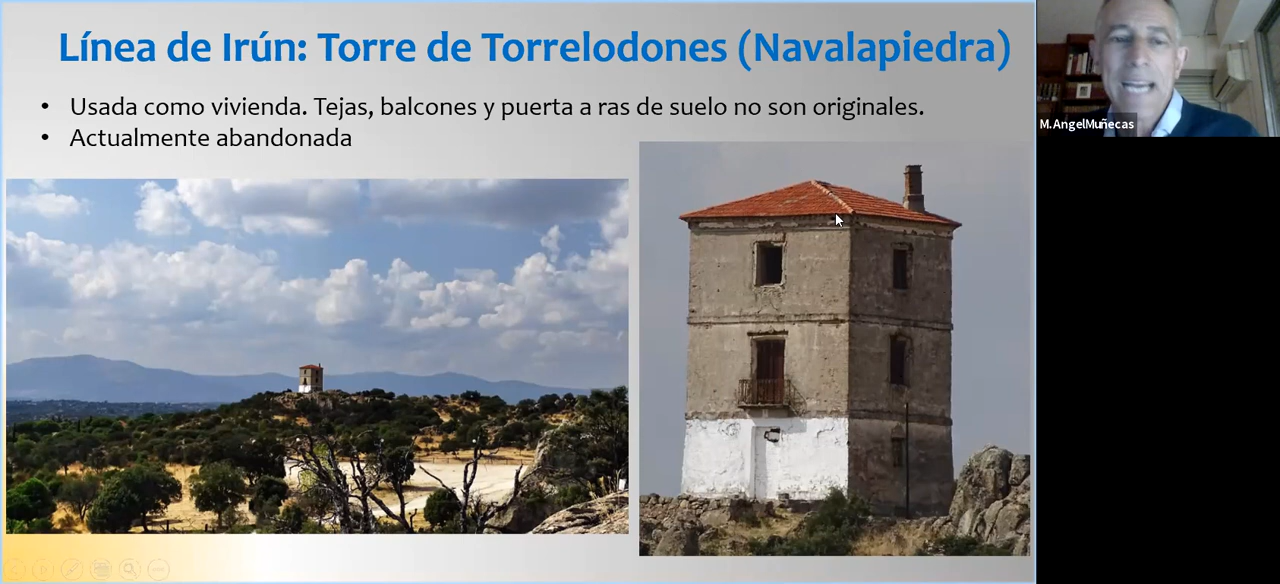 Línea de Irún: Torre de Torrelodones (Navalapiedra)
• Usada como vivienda. Tejas, balcones y puerta a ras de suelo no son originales.
• Actualmente abandonada
M.AngelMuñecas